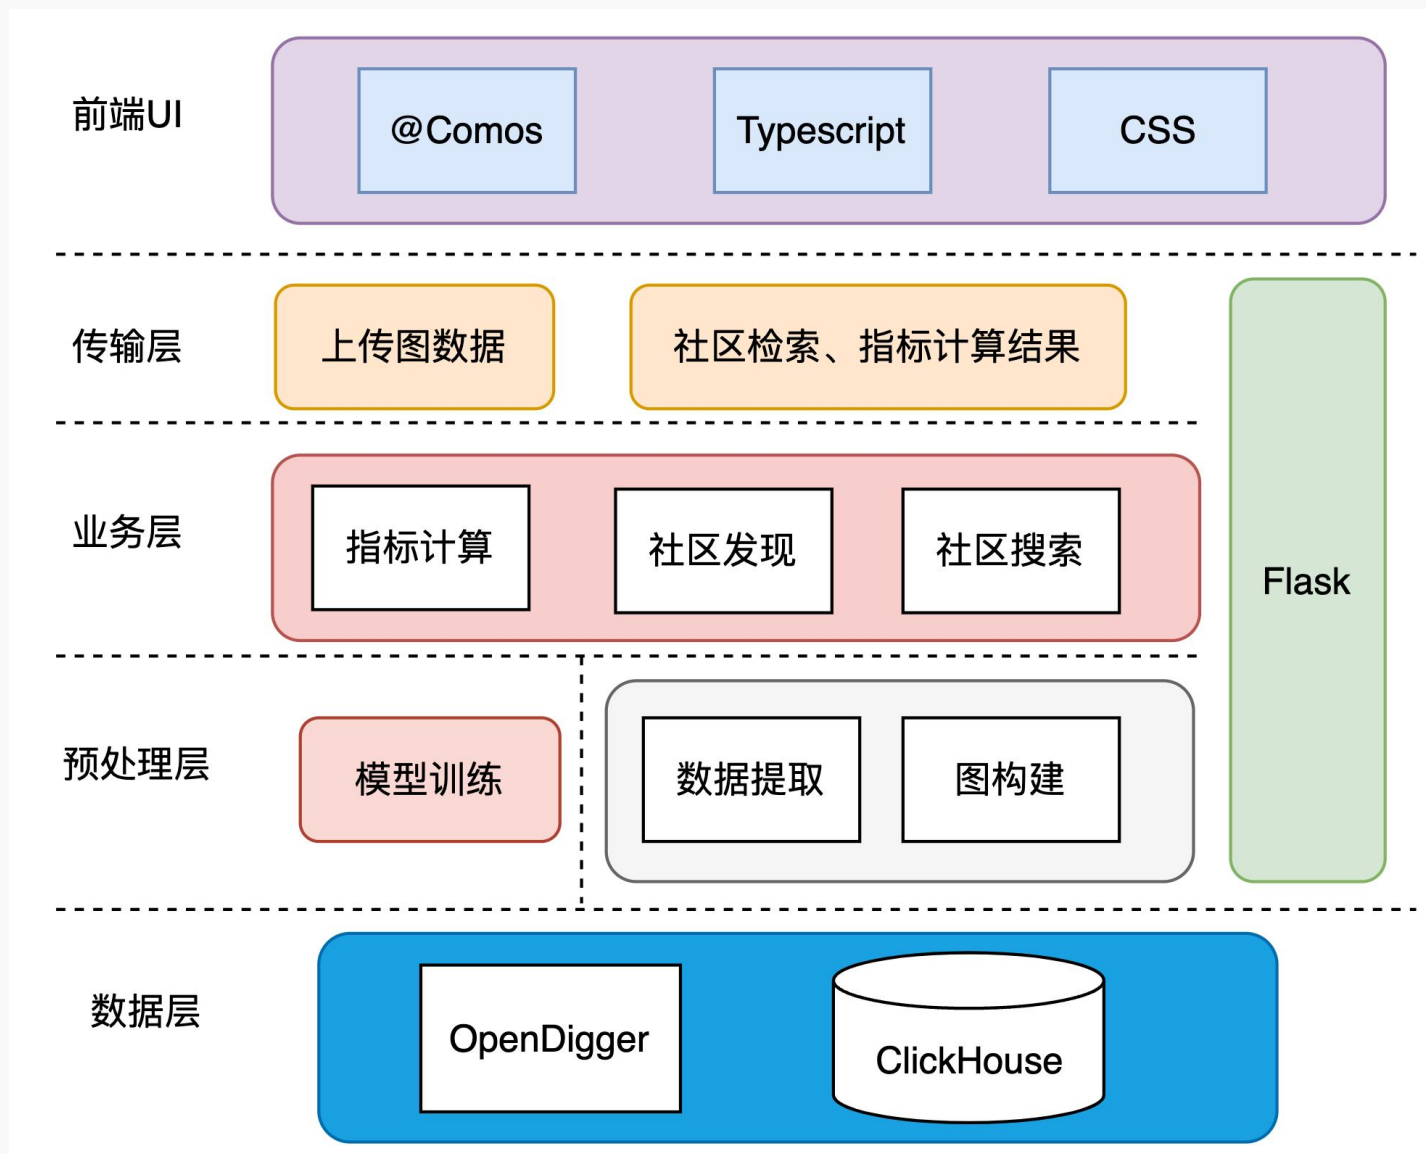 前端UI
@Comos
Typescript
CSS
传输层
上传图数据
社区检索、指标计算结果
业务层
指标计算
社区发现
社区搜索
Flask
预处理层
模型训练
数据提取
图构建
数据层
OpenDigger
ClickHouse